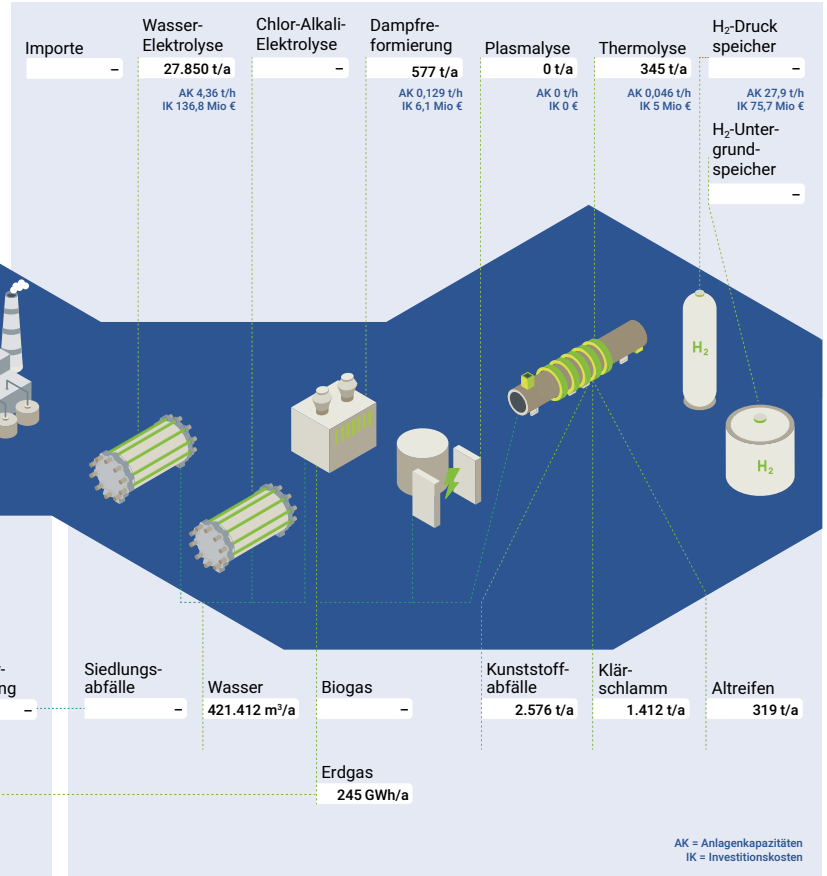 Importe
–
Wasser-
Elektrolyse
27.850 t/a
AK 4,36 t/h
IK 136,8 Mio €
Chlor-Alkali-
Elektrolyse
–
Dampfre-
formierung
577 t/a
AK 0,129 t/h
IK 6,1 Mio €
Plasmalyse
0 t/a
AK 0 t/h
IK 0 €
Thermolyse
345 t/a
AK 0,046 t/h
IK 5 Mio €
H₂-Druck
speicher
–
AK 27,9 t/h
IK 75,7 Mio €
H₂-Unter-
grund-
speicher
–
H₂
H₂
r-
ng
–
Siedlungs-
abfälle
–
Wasser
421.412 m³/a
Biogas
–
Kunststoff-
abfälle
2.576 t/a
Klär-
schlamm
1.412 t/a
Altreifen
319 t/a
Erdgas
245 GWh/a
AK = Anlagenkapazitäten
IK = Investitionskosten